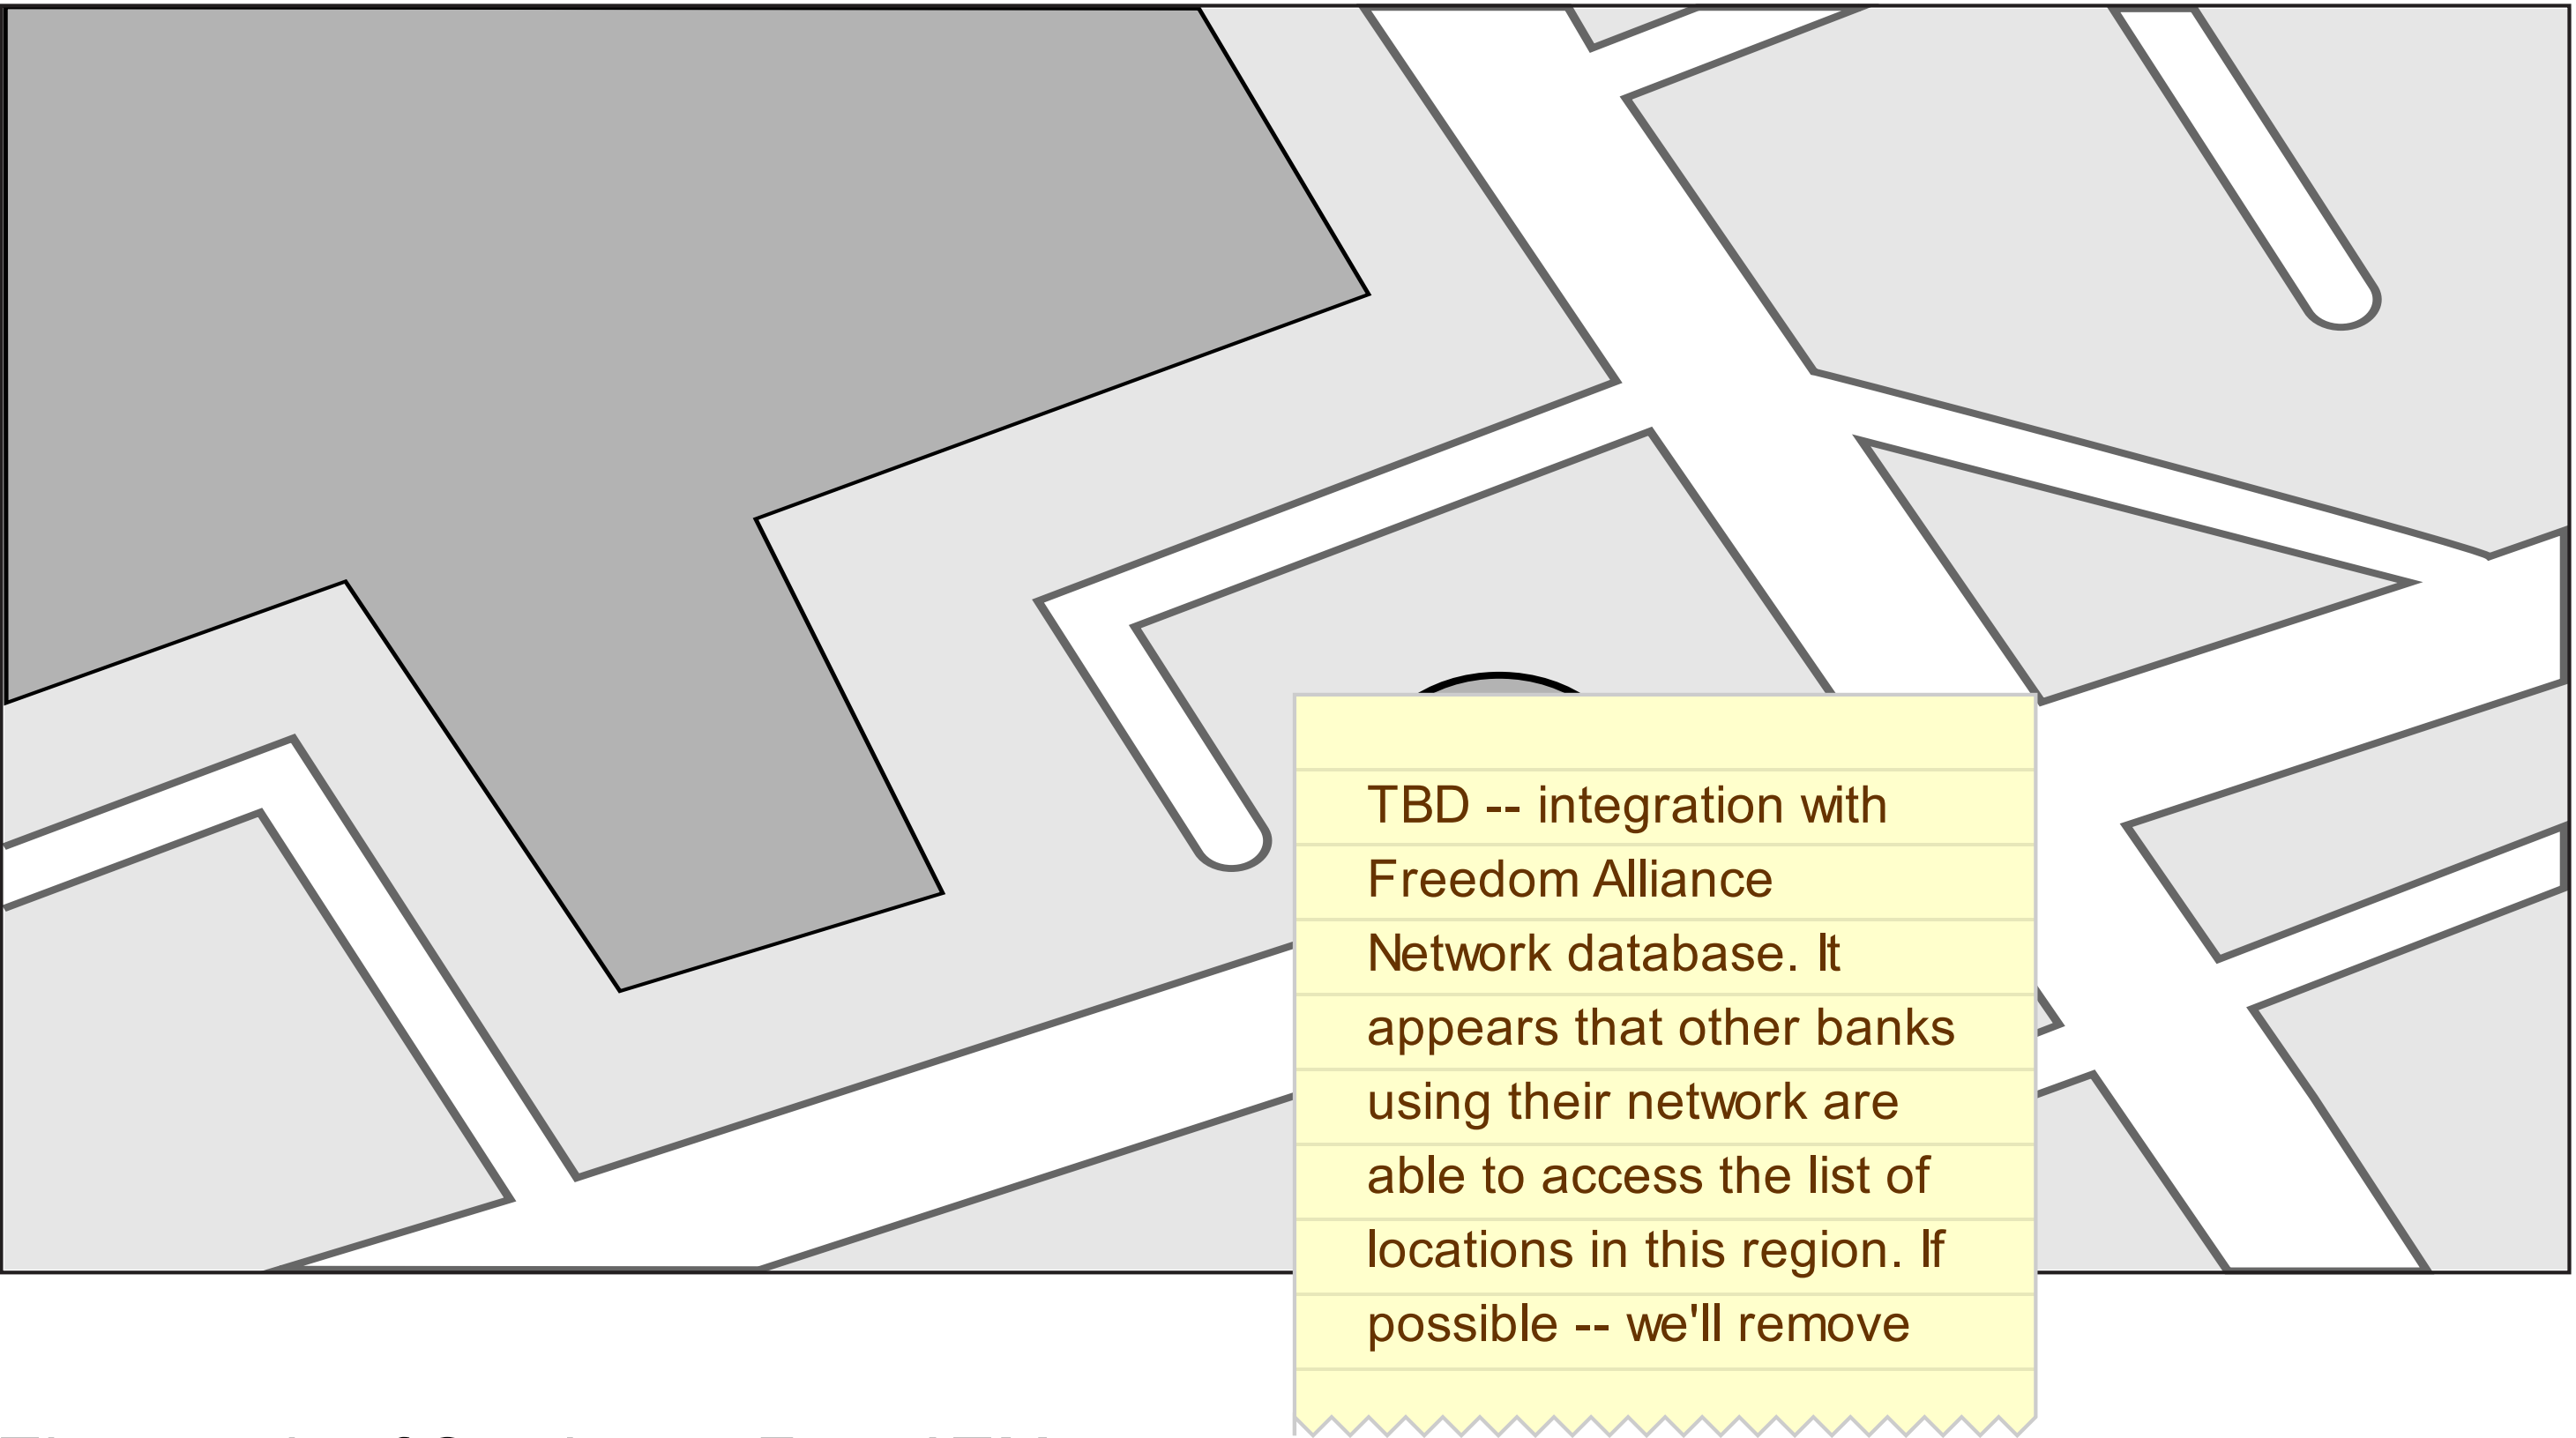 TBD -- integration with
Freedom Alliance
Network database. It
appears that other banks
using their network are
able to access the list of
locations in this region. If
possible -- we'll remove